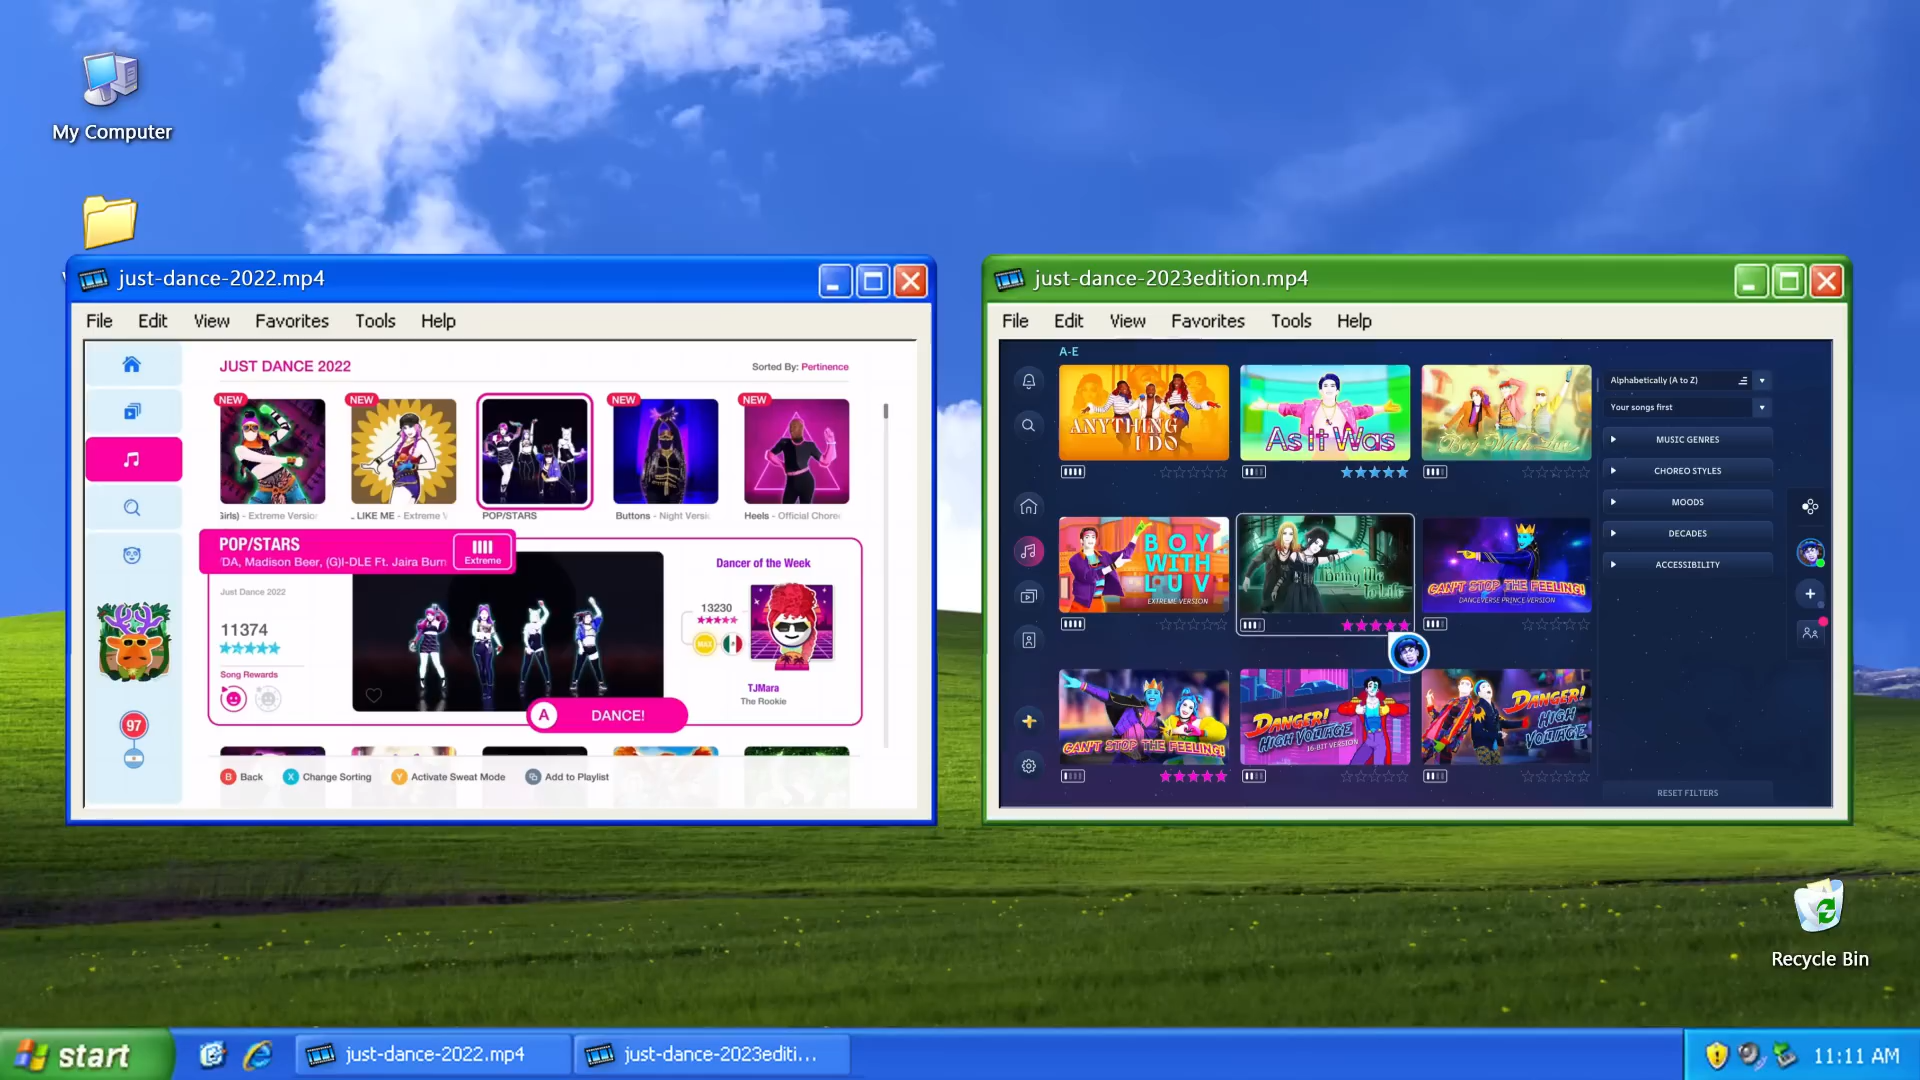 My Computer
just-dance-2022.mp4
File Edit View Favorites Tools Help
JUST DANCE 2022
Sorted By: Pertinence
NEW
NEW
NEW
NEW
Girls) - Extreme Version
.. LIKE ME - Extreme V
POP/STARS
Buttons - Night Versi
Heels - Official Chore
POP/STARS
'DA, Madison Beer, (G)I-DLE Ft. Jaira Burn
Extreme
Just Dance 2022
11374
Song Rewards
Dancer of the Week
13230
MAX
TJMara
The Rookie
A DANCE!
97
B Back
X Change Sorting
Y Activate Sweat Mode
Add to Playlist
just-dance-2023edition.mp4
File Edit View Favorites Tools Help
A-E
ANYTHING
I DO
As it Was
Boy With Luv
BOY
WITH
LUV
EXTREME VERSION
Bring Me
to Life
CAN'T STOP THE FEELING!
DANCEVERSE PRINCE VERSION
CAN'T STOP THE FEELING!
DANGER!
HIGH VOLTAGE
16-BIT VERSION
DANGER!
HIGH
VOLTAGE
Alphabetically (A to Z)
Your songs first
MUSIC GENRES
CHOREO STYLES
MOODS
DECADES
ACCESSIBILITY
RESET FILTERS
Recycle Bin
start
just-dance-2022.mp4
just-dance-2023editi...
11:11 AM